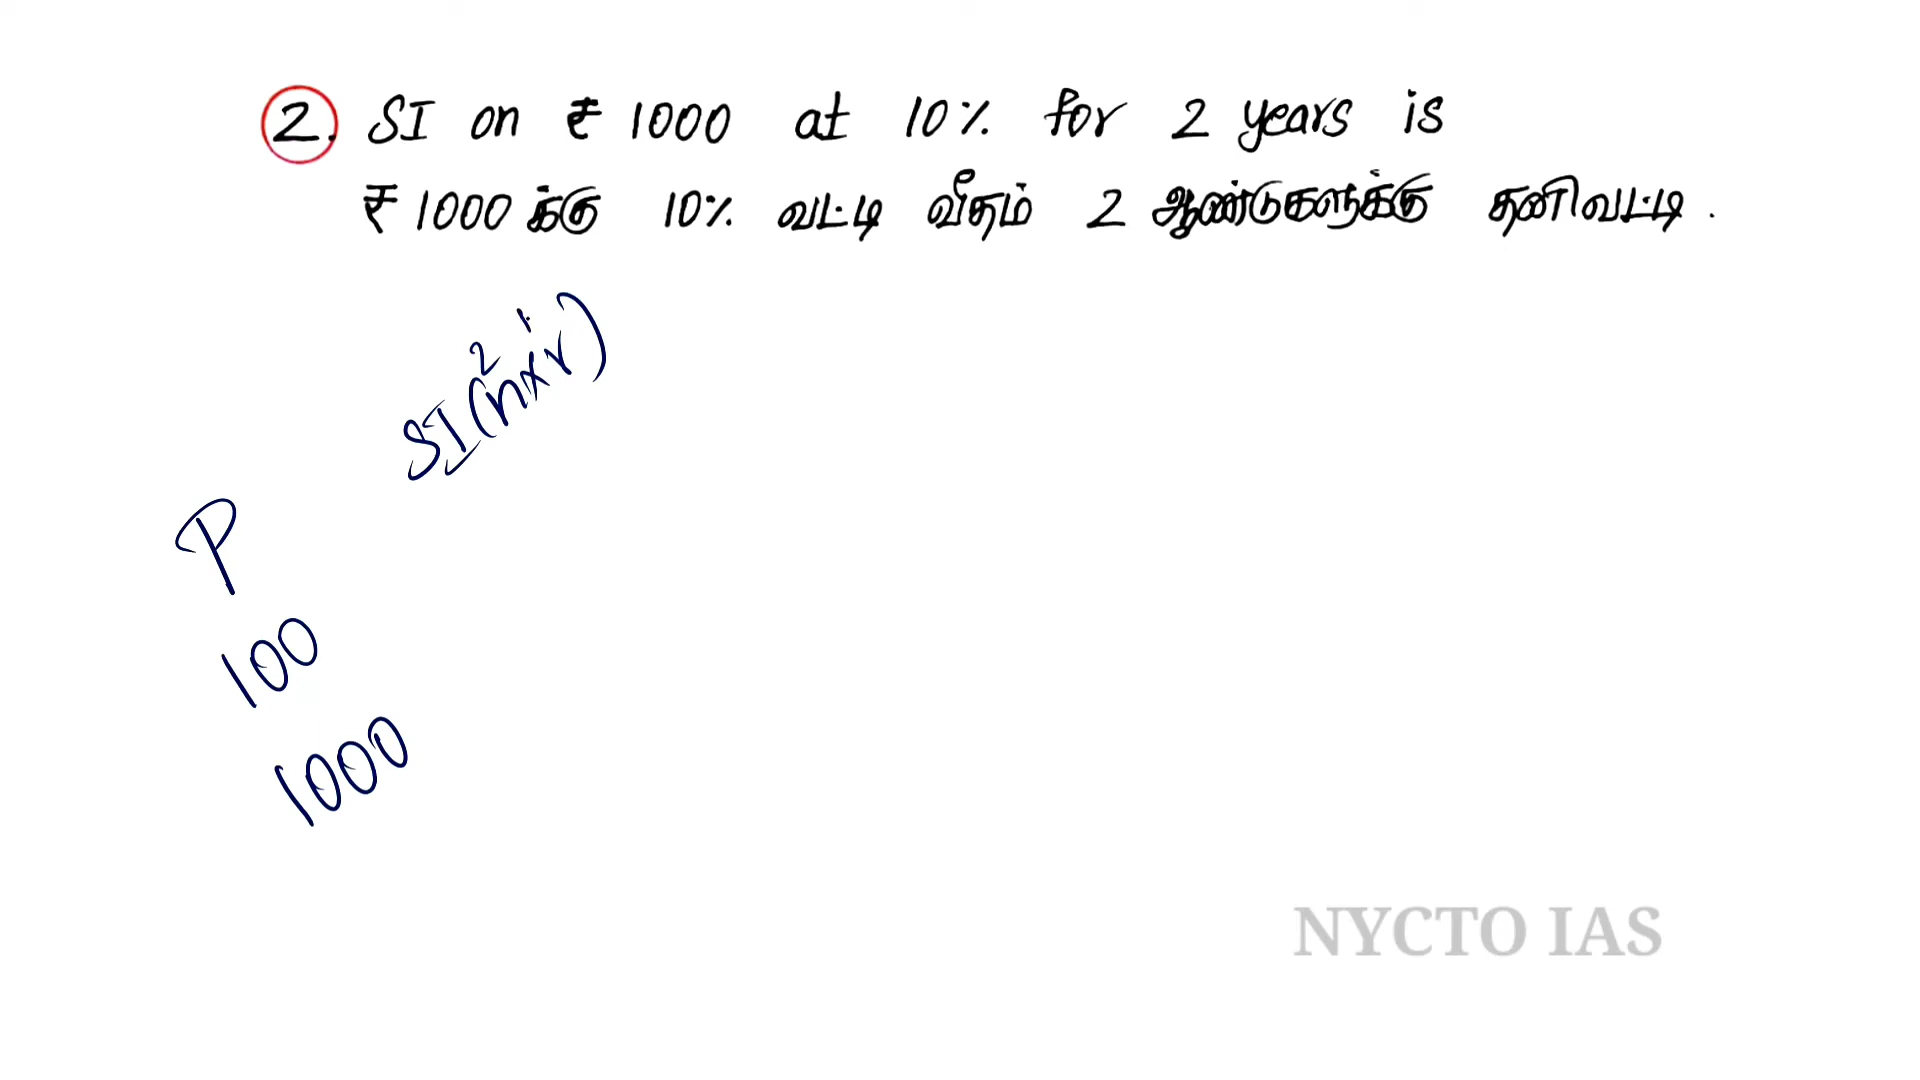 2. SI on ₹ 1000 at 10% for 2 years is
₹ 1000 க்கு 10% வட்டி வீதம் 2 ஆண்டுகளுக்கு தனிவட்டி.
SI (n×r)
2
P
100
1000
NYCTO IAS